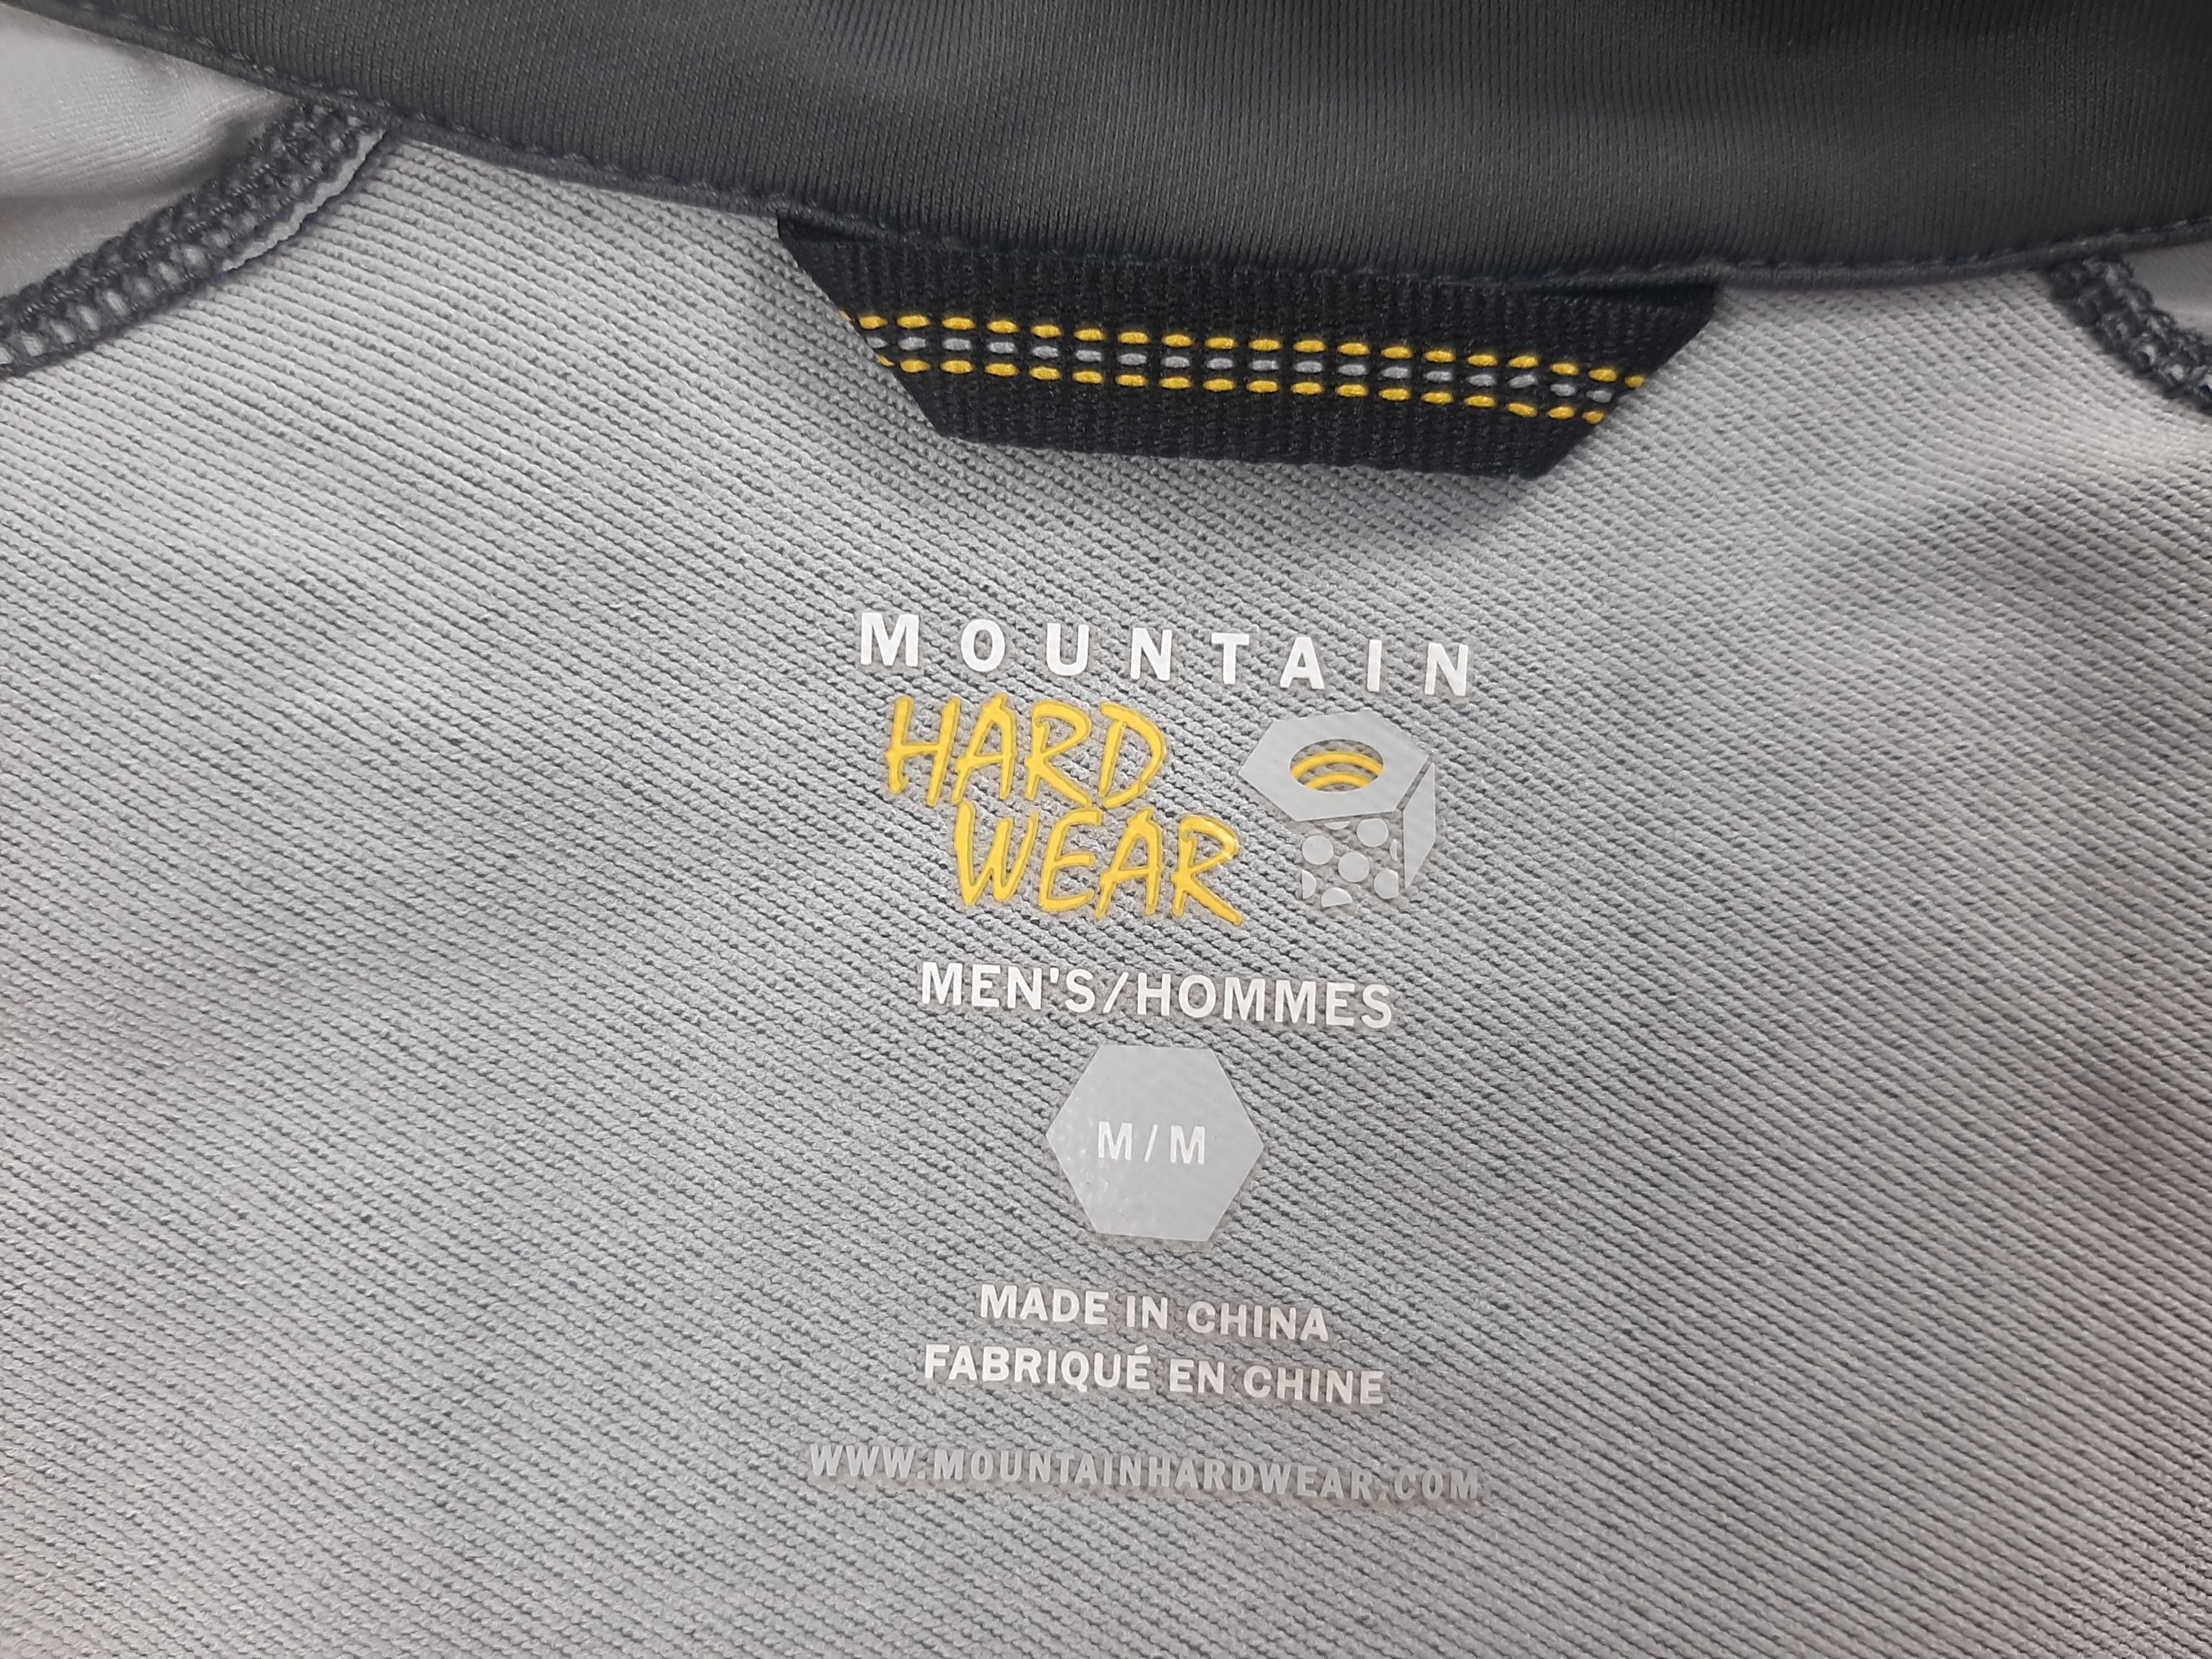 MOUNTAIN
HARD
WEAR
MEN'S/HOMMES
M/M
MADE IN CHINA
FABRIQUÉ EN CHINE
WWW.MOUNTAINHARDWEAR.COM